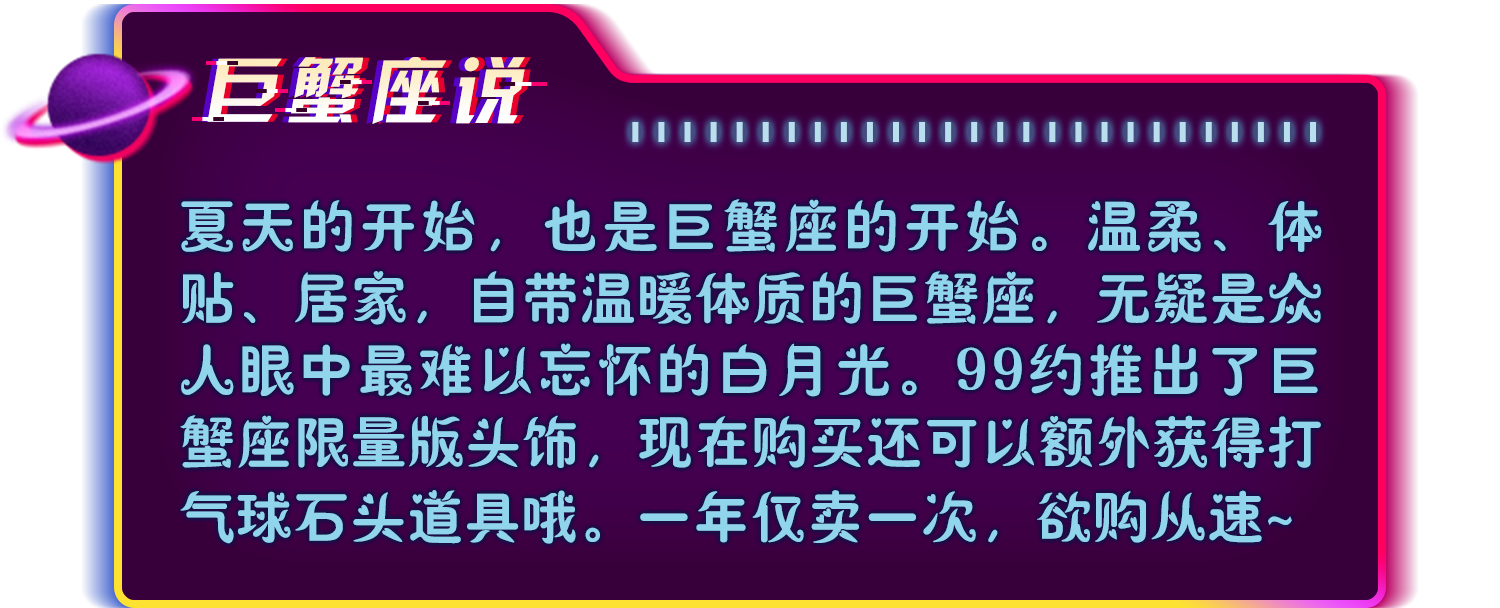 巨蟹座说
夏天的开始，也是巨蟹座的开始。温柔、体
贴、居家，自带温暖体质的巨蟹座，无疑是众
人眼中最难以忘怀的白月光。99约推出了巨
蟹座限量版头饰，现在购买还可以额外获得打
气球石头道具哦。一年仅卖一次，欲购从速~